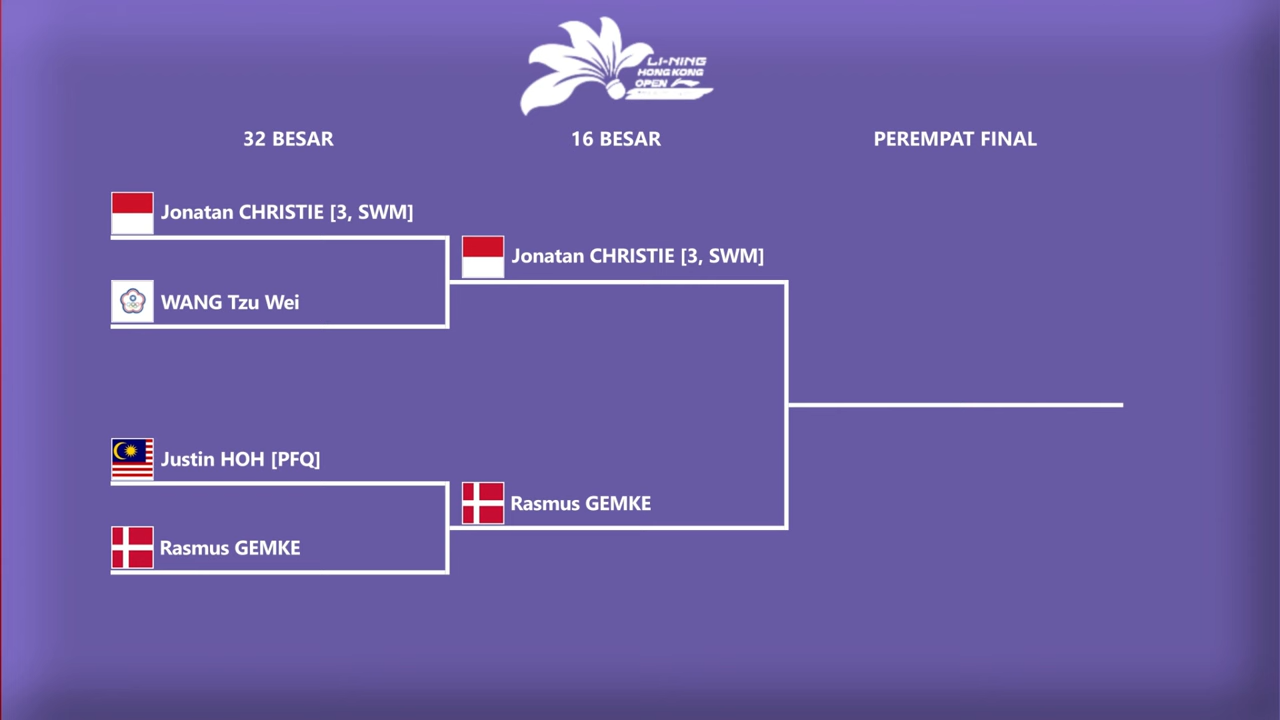 LI-NING
HONG KONG
OPEN
32 BESAR
16 BESAR
PEREMPAT FINAL
Jonatan CHRISTIE [3, SWM]
WANG Tzu Wei
Jonatan CHRISTIE [3, SWM]
Justin HOH [PFQ]
Rasmus GEMKE
Rasmus GEMKE